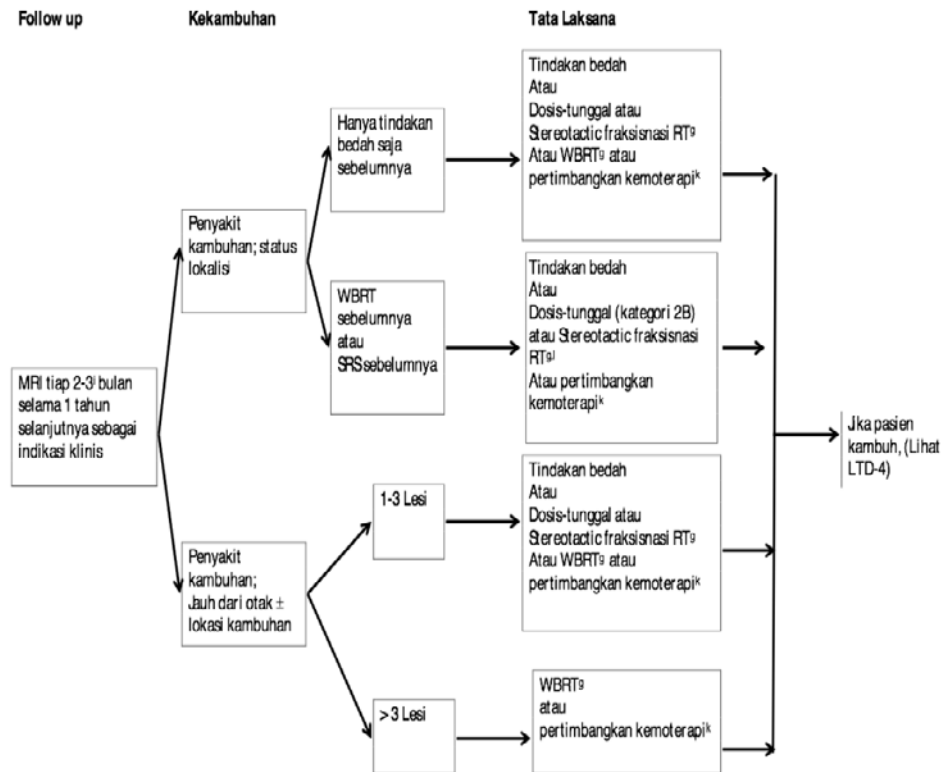 Follow up
Kekambuhan
Tata Laksana
MRI tiap 2-3ʲ bulan
selama 1 tahun
selanjutnya sebagai
indikasi klinis
Penyakit
kambuhan; status
lokalisⁱ
Hanya tindakan
bedah saja
sebelumnya
Tindakan bedah
Atau
Dosis-tunggal atau
Stereotactic fraksisnasi RTᵍ
Atau WBRTᵍ atau
pertimbangkan kemoterapiᵏ
WBRT
sebelumnya
atau
SRS sebelumnya
Tindakan bedah
Atau
Dosis-tunggal (kategori 2B)
atau Stereotactic fraksisnasi
RTᵍˡ
Atau pertimbangkan
kemoterapiᵏ
Penyakit
kambuhan;
Jauh dari otak ±
lokasi kambuhan
1-3 Lesi
Tindakan bedah
Atau
Dosis-tunggal atau
Stereotactic fraksisnasi RTᵍ
Atau WBRTᵍ atau
pertimbangkan kemoterapiᵏ
>3 Lesi
WBRTᵍ
atau
pertimbangkan kemoterapiᵏ
Jka pasien
kambuh, (Lihat
LTD-4)